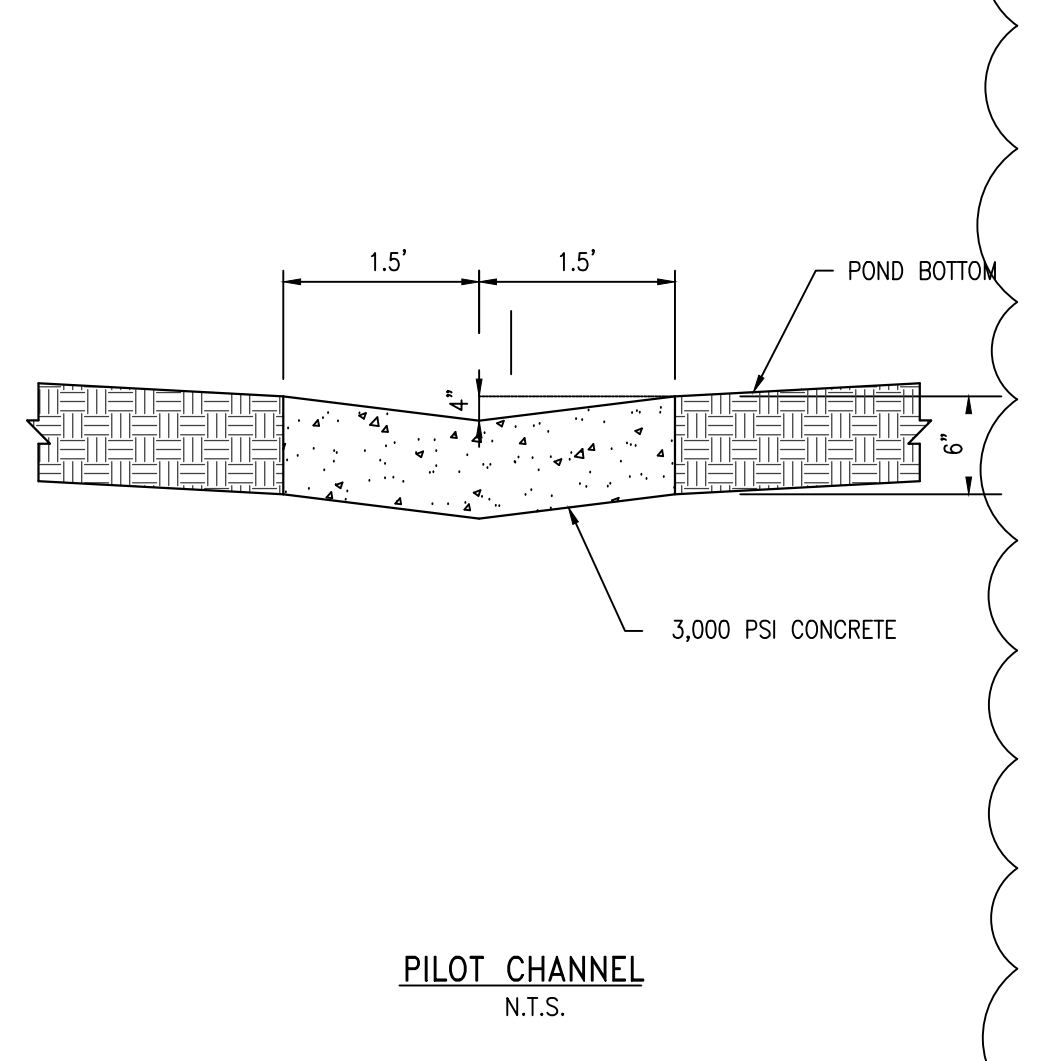 1.5' 1.5'
POND BOTTOM
4"
6"
3,000 PSI CONCRETE
PILOT CHANNEL
N.T.S.